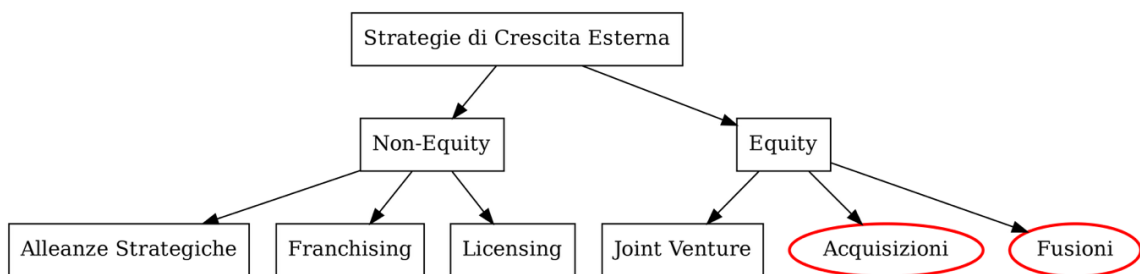 Strategie di Crescita Esterna
Non-Equity
Equity
Alleanze Strategiche
Franchising
Licensing
Joint Venture
Acquisizioni
Fusioni